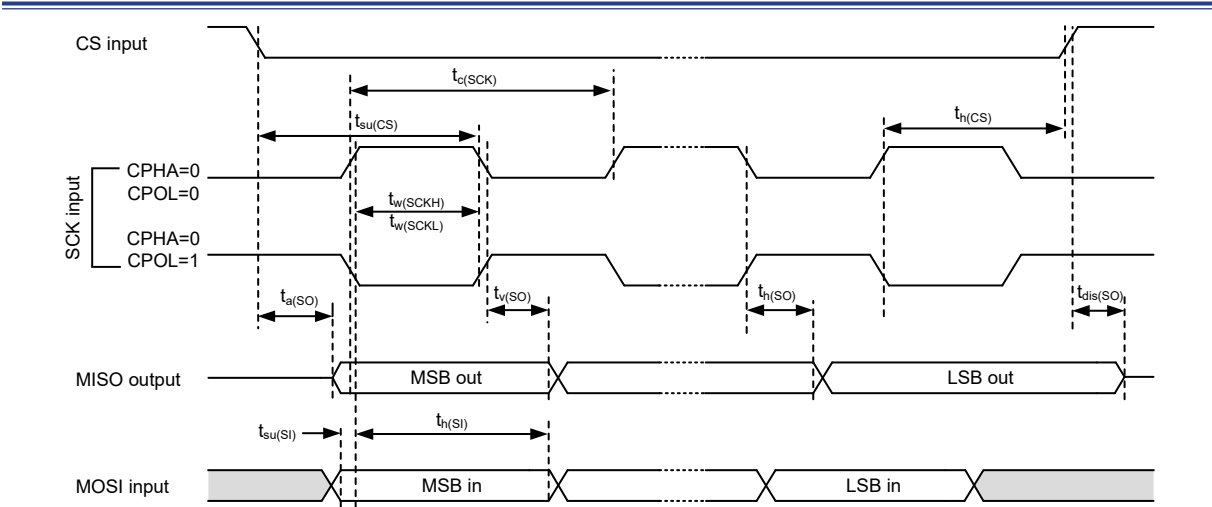 CS input
tc(SCK)
tsu(CS)
th(CS)
SCK input
CPHA=0
CPOL=0
tw(SCKH)
tw(SCKL)
CPHA=0
CPOL=1
ta(SO)
tv(SO)
th(SO)
tdis(SO)
MISO output
MSB out
LSB out
tsu(SI)
th(SI)
MOSI input
MSB in
LSB in